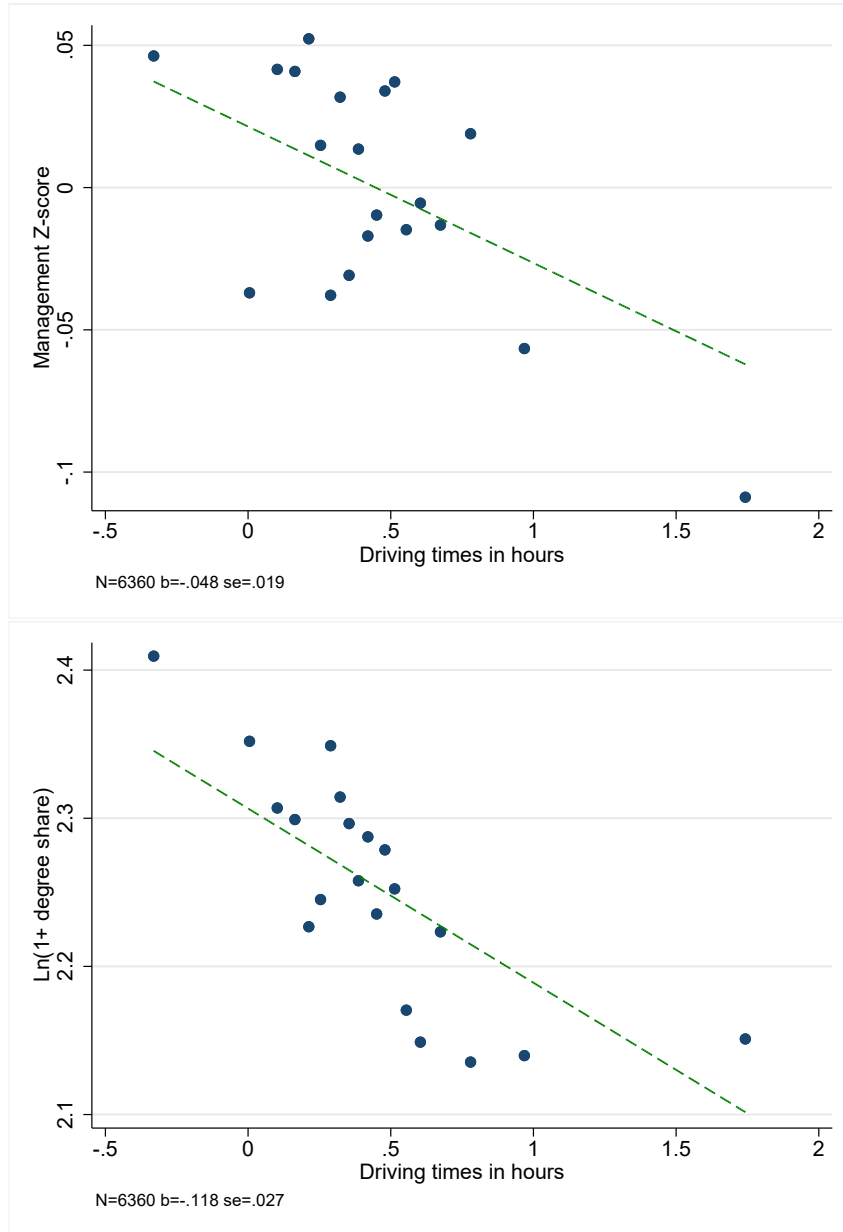 Management Z-score
.05
0
-.05
-.1
-.5 0 .5 1 1.5 2
Driving times in hours
N=6360 b=-.048 se=.019
Ln(1+ degree share)
2.4
2.3
2.2
2.1
-.5 0 .5 1 1.5 2
Driving times in hours
N=6360 b=-.118 se=.027